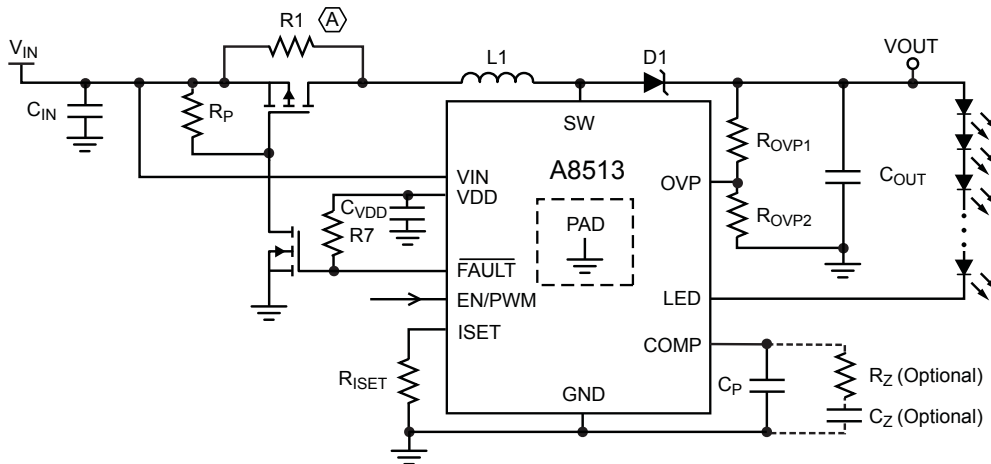 R1 A
VIN
L1
D1
VOUT
CIN
RP
SW
ROVP1
A8513
VIN
OVP
COUT
VDD
CVDD
R7
PAD
ROVP2
FAULT
EN/PWM
LED
ISET
COMP
RISET
CP
RZ (Optional)
GND
CZ (Optional)